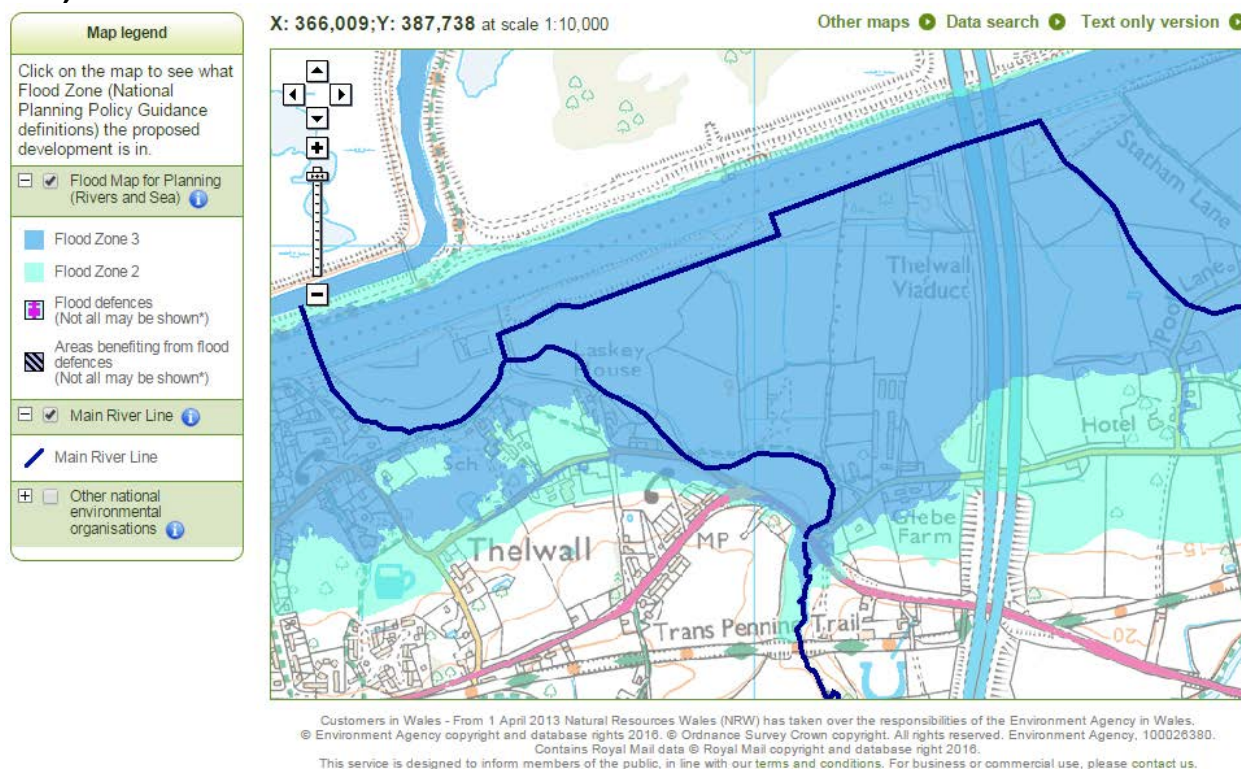 Map legend
Click on the map to see what
Flood Zone (National
Planning Policy Guidance
definitions) the proposed
development is in.
Flood Map for Planning
(Rivers and Sea)
Flood Zone 3
Flood Zone 2
Flood defences
(Not all may be shown*)
Areas benefiting from flood
defences
(Not all may be shown*)
Main River Line
Main River Line
Other national
environmental
organisations
X: 366,009;Y: 387,738 at scale 1:10,000
Other maps Data search Text only version
Statham Lane
Thelwall
Viaduct
Pool Lane
Laskey
House
Hotel
Sch
Glebe
Farm
MP
Thelwall
15
Trans Pennine Trail
20
Customers in Wales - From 1 April 2013 Natural Resources Wales (NRW) has taken over the responsibilities of the Environment Agency in Wales.
© Environment Agency copyright and database rights 2016. © Ordnance Survey Crown copyright. All rights reserved. Environment Agency, 100026380.
Contains Royal Mail data © Royal Mail copyright and database right 2016.
This service is designed to inform members of the public, in line with our terms and conditions. For business or commercial use, please contact us.